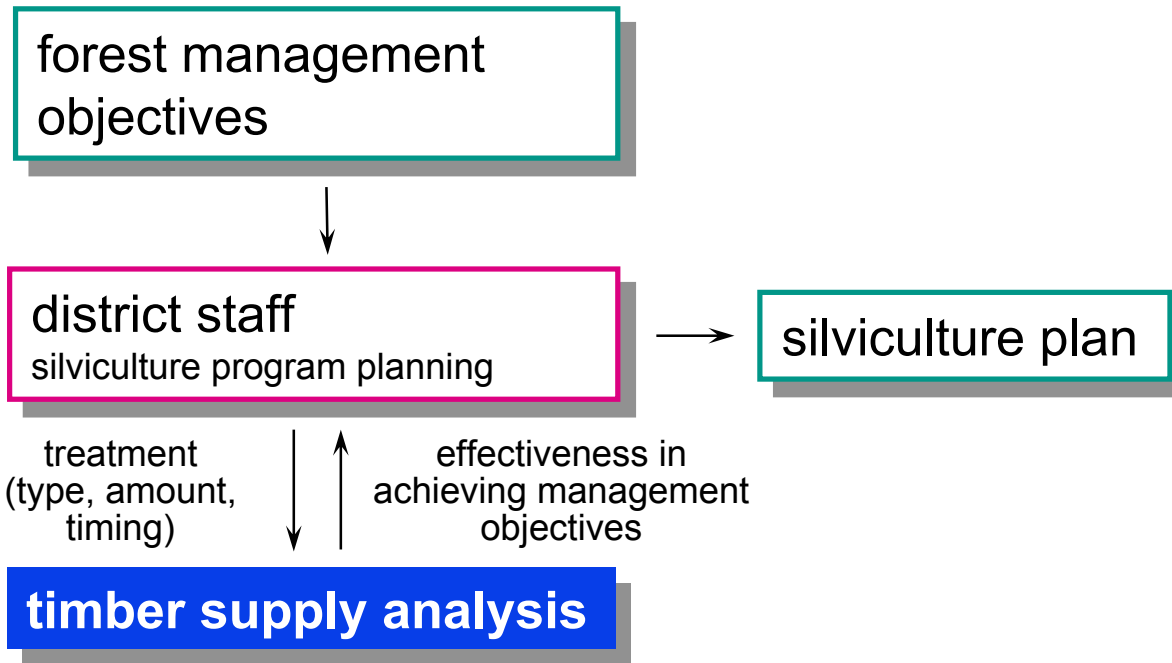 forest management
objectives
district staff
silviculture program planning
silviculture plan
treatment
(type, amount,
timing)
effectiveness in
achieving management
objectives
timber supply analysis